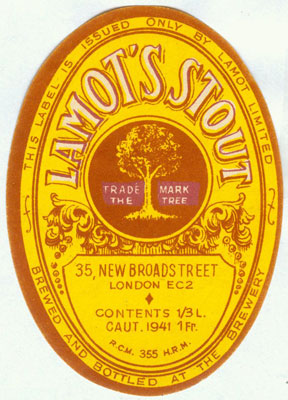 THIS LABEL IS ISSUED ONLY BY LAMOT LIMITED
LAMOT'S STOUT
TRADE MARK
THE TREE
35, NEW BROADSTREET
LONDON EC2
CONTENTS 1/3 L.
CAUT. 1941 1 Fr.
R.C.M. 355 H.R.M.
BREWED AND BOTTLED AT THE BREWERY